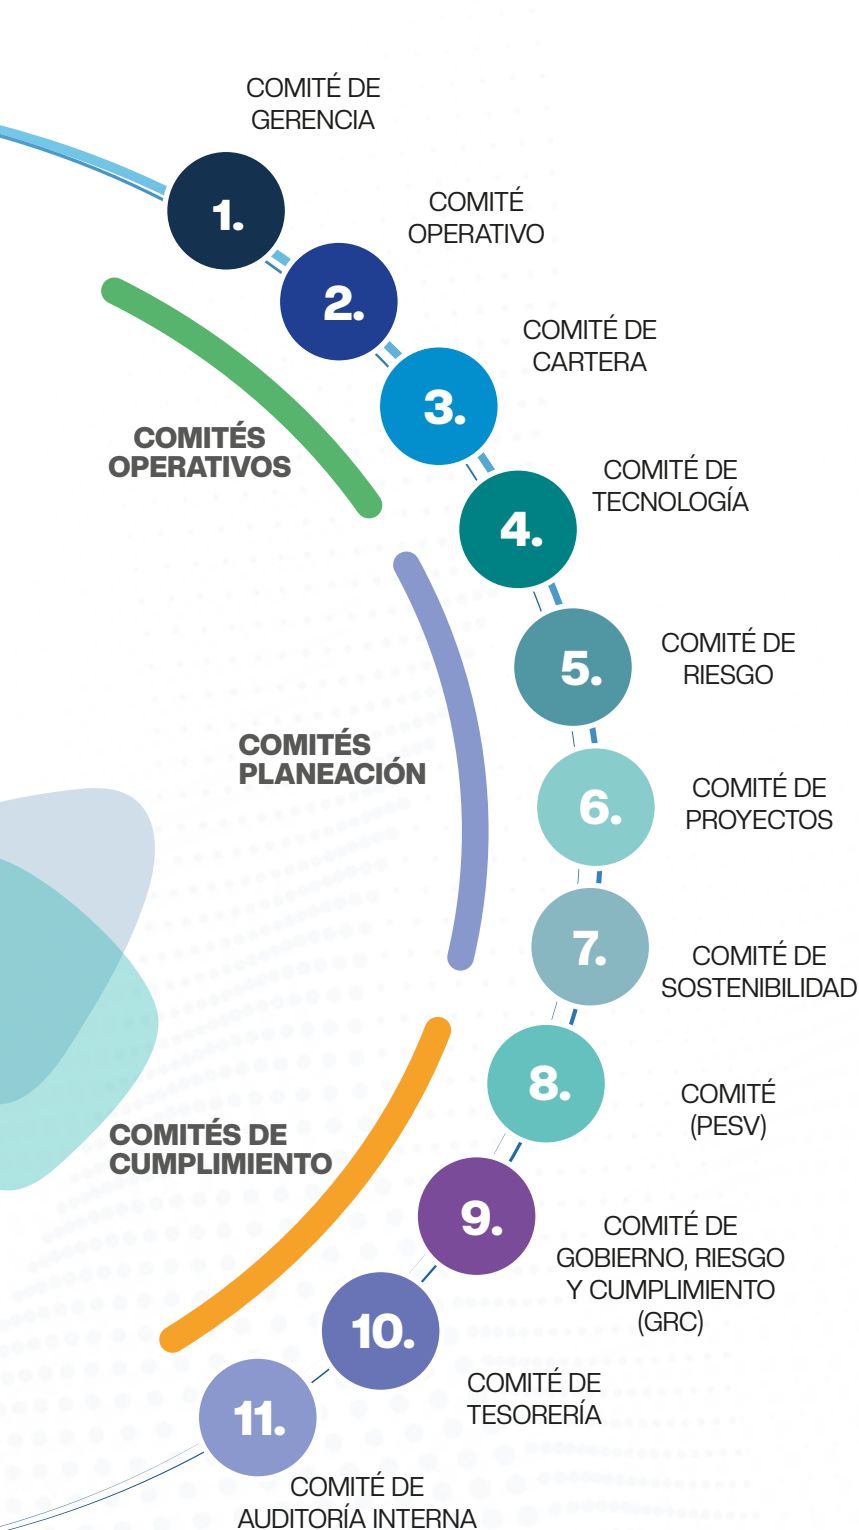 COMITÉ DE
GERENCIA
1.
COMITÉ
OPERATIVO
2.
COMITÉ DE
CARTERA
3.
COMITÉS
OPERATIVOS
COMITÉ DE
TECNOLOGÍA
4.
COMITÉ DE
RIESGO
5.
COMITÉS
PLANEACIÓN
COMITÉ DE
PROYECTOS
6.
7.
COMITÉ DE
SOSTENIBILIDAD
8.
COMITÉ
(PESV)
COMITÉS DE
CUMPLIMIENTO
9.
COMITÉ DE
GOBIERNO, RIESGO
Y CUMPLIMIENTO
(GRC)
10.
COMITÉ DE
TESORERÍA
11.
COMITÉ DE
AUDITORÍA INTERNA